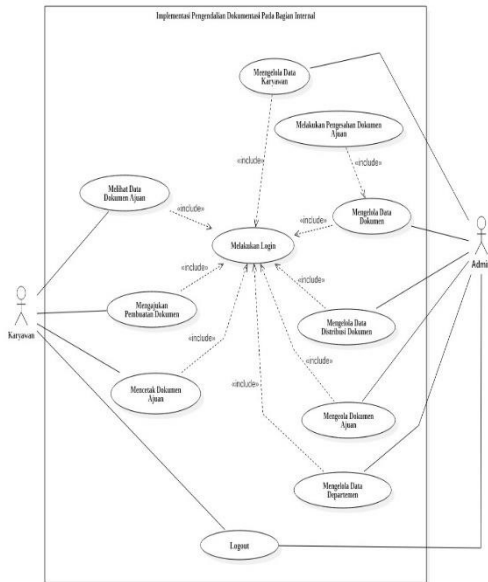 Implementasi Pengendalian Dokumentasi Pada Bagian Internal
Mengelola Data
Karyawan
Melakukan Pengesahan Dokumen
Ajuan
«include»
«include»
Melihat Data
Dokumen Ajuan
«include»
«include»
Mengelola Data
Dokumen
Melakukan Login
«include»
«include»
Admin
Karyawan
Mengajukan
Pembuatan Dokumen
Mengelola Data
Distribusi Dokumen
«include»
«include»
«include»
Mencetak Dokumen
Ajuan
Mengeola Dokumen
Ajuan
Mengelola Data
Departemen
Logout